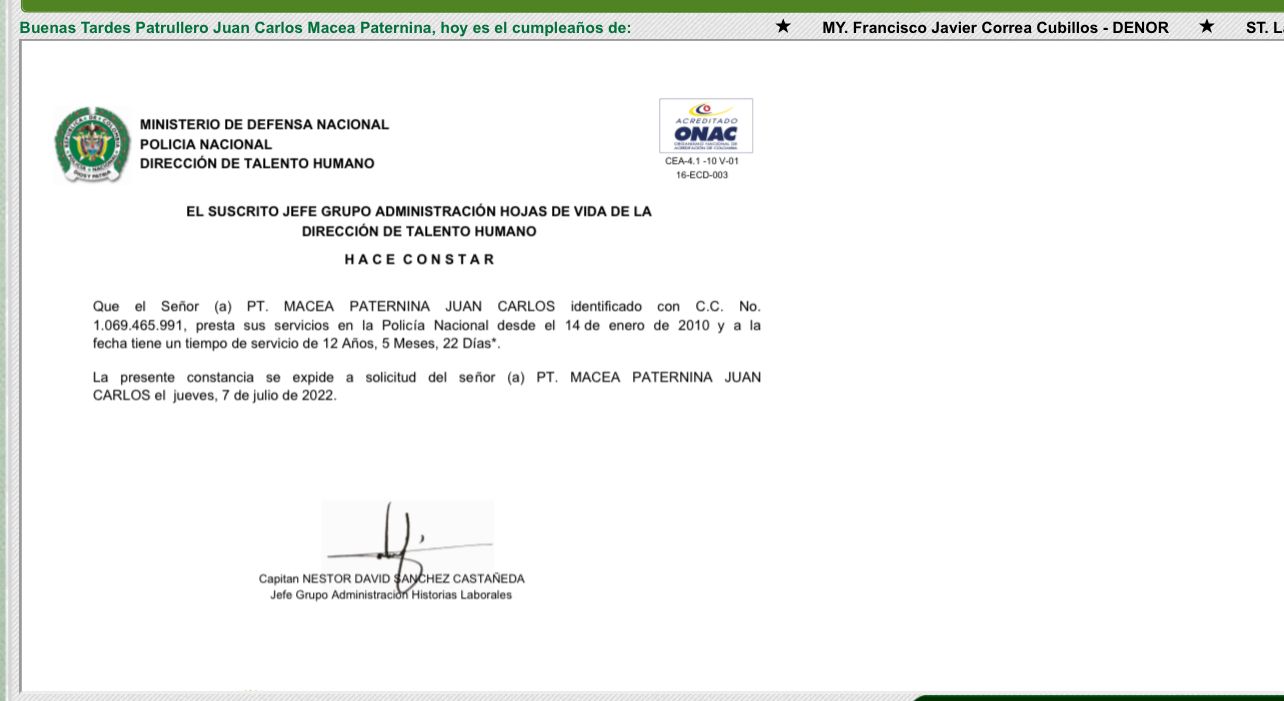 Buenas Tardes Patrullero Juan Carlos Macea Paternina, hoy es el cumpleaños de: ★ MY. Francisco Javier Correa Cubillos - DENOR ★ ST. L
MINISTERIO DE DEFENSA NACIONAL
POLICIA NACIONAL
DIRECCIÓN DE TALENTO HUMANO
ACREDITADO
ONAC
ORGANISMO NACIONAL DE
ACREDITACIÓN DE COLOMBIA
CEA-4.1 -10 V-01
16-ECD-003
EL SUSCRITO JEFE GRUPO ADMINISTRACIÓN HOJAS DE VIDA DE LA
DIRECCIÓN DE TALENTO HUMANO
H A C E C O N S T A R
Que el Señor (a) PT. MACEA PATERNINA JUAN CARLOS identificado con C.C. No.
1.069.465.991, presta sus servicios en la Policía Nacional desde el 14 de enero de 2010 y a la
fecha tiene un tiempo de servicio de 12 Años, 5 Meses, 22 Días*.
La presente constancia se expide a solicitud del señor (a) PT. MACEA PATERNINA JUAN
CARLOS el jueves, 7 de julio de 2022.
Capitan NESTOR DAVID SANCHEZ CASTAÑEDA
Jefe Grupo Administración Historias Laborales